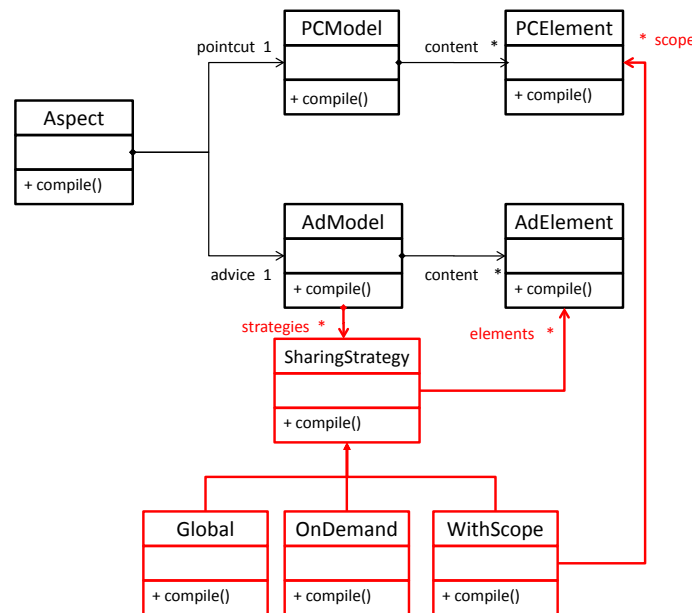 PCModel
PCElement
* scope
pointcut 1
content *
+ compile()
+ compile()
Aspect
+ compile()
AdModel
AdElement
advice 1
content *
+ compile()
+ compile()
strategies *
elements *
SharingStrategy
+ compile()
Global
OnDemand
WithScope
+ compile()
+ compile()
+ compile()